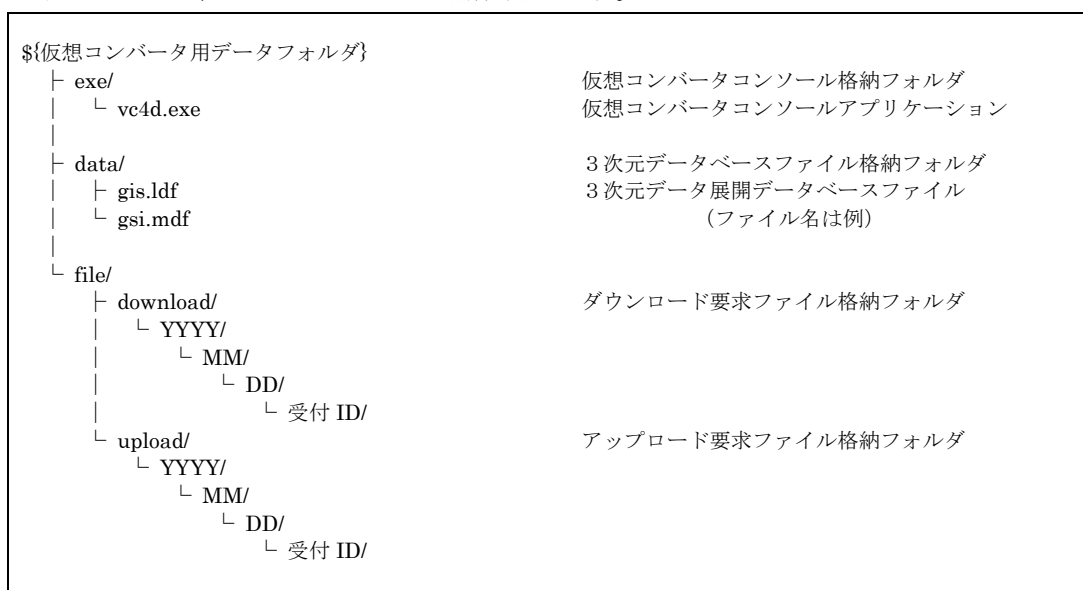 ${仮想コンバータ用データフォルダ}
├ exe/ 仮想コンバータコンソール格納フォルダ
│ └ vc4d.exe 仮想コンバータコンソールアプリケーション
│
├ data/ ３次元データベースファイル格納フォルダ
│ ├ gis.ldf ３次元データ展開データベースファイル
│ └ gsi.mdf （ファイル名は例）
│
└ file/
├ download/ ダウンロード要求ファイル格納フォルダ
│ └ YYYY/
│ └ MM/
│ └ DD/
│ └ 受付 ID/
└ upload/ アップロード要求ファイル格納フォルダ
└ YYYY/
└ MM/
└ DD/
└ 受付 ID/